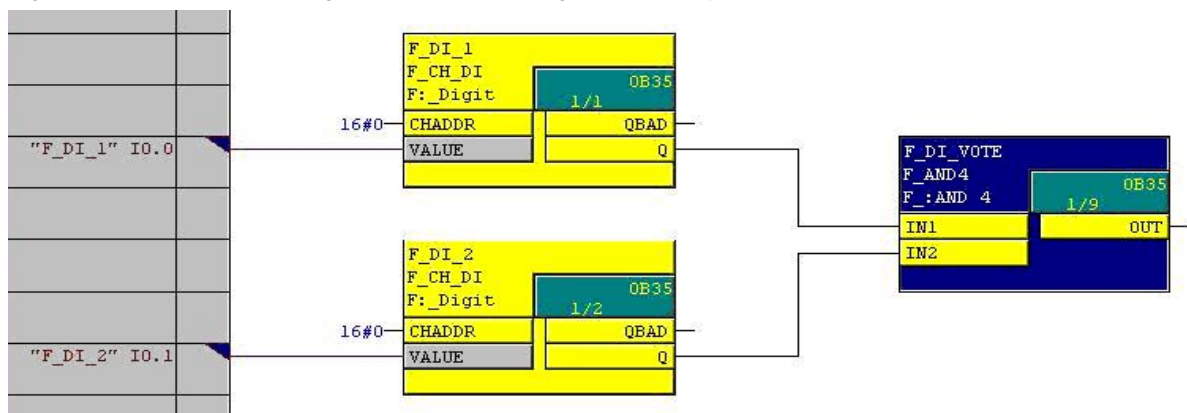 F_DI_1
F_CH_DI
F:_Digit
OB35
1/1
16#0
CHADDR
QBAD
"F_DI_1" I0.0
VALUE
Q
F_DI_VOTE
F_AND4
F_:AND 4
OB35
1/9
IN1
OUT
IN2
F_DI_2
F_CH_DI
F:_Digit
OB35
1/2
16#0
CHADDR
QBAD
"F_DI_2" I0.1
VALUE
Q